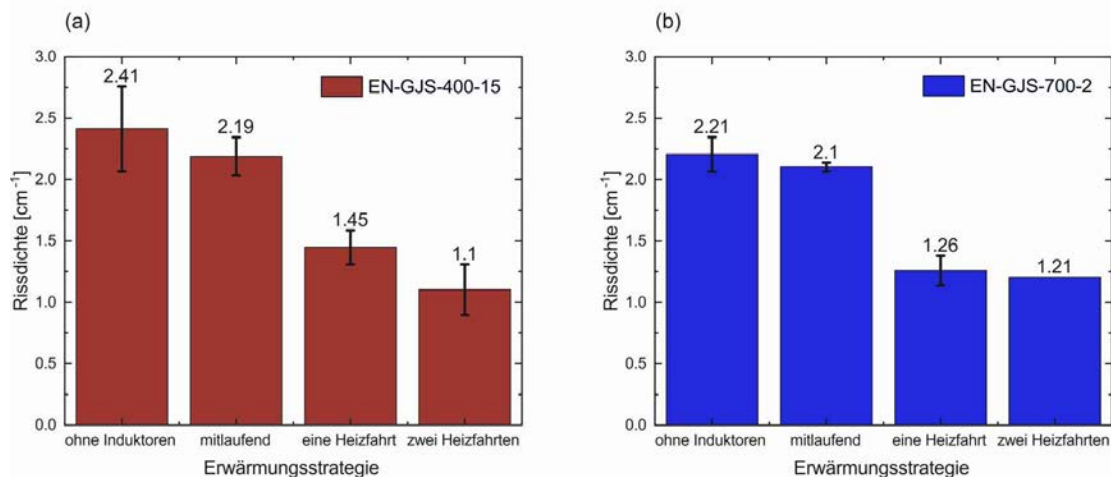 (a)
3.0
2.5
2.0
1.5
1.0
0.5
0.0
Rissdichte [cm⁻¹]
EN-GJS-400-15
2.41
2.19
1.45
1.1
ohne Induktoren
mitlaufend
eine Heizfahrt
zwei Heizfahrten
Erwärmungsstrategie
(b)
3.0
2.5
2.0
1.5
1.0
0.5
0.0
Rissdichte [cm⁻¹]
EN-GJS-700-2
2.21
2.1
1.26
1.21
ohne Induktoren
mitlaufend
eine Heizfahrt
zwei Heizfahrten
Erwärmungsstrategie